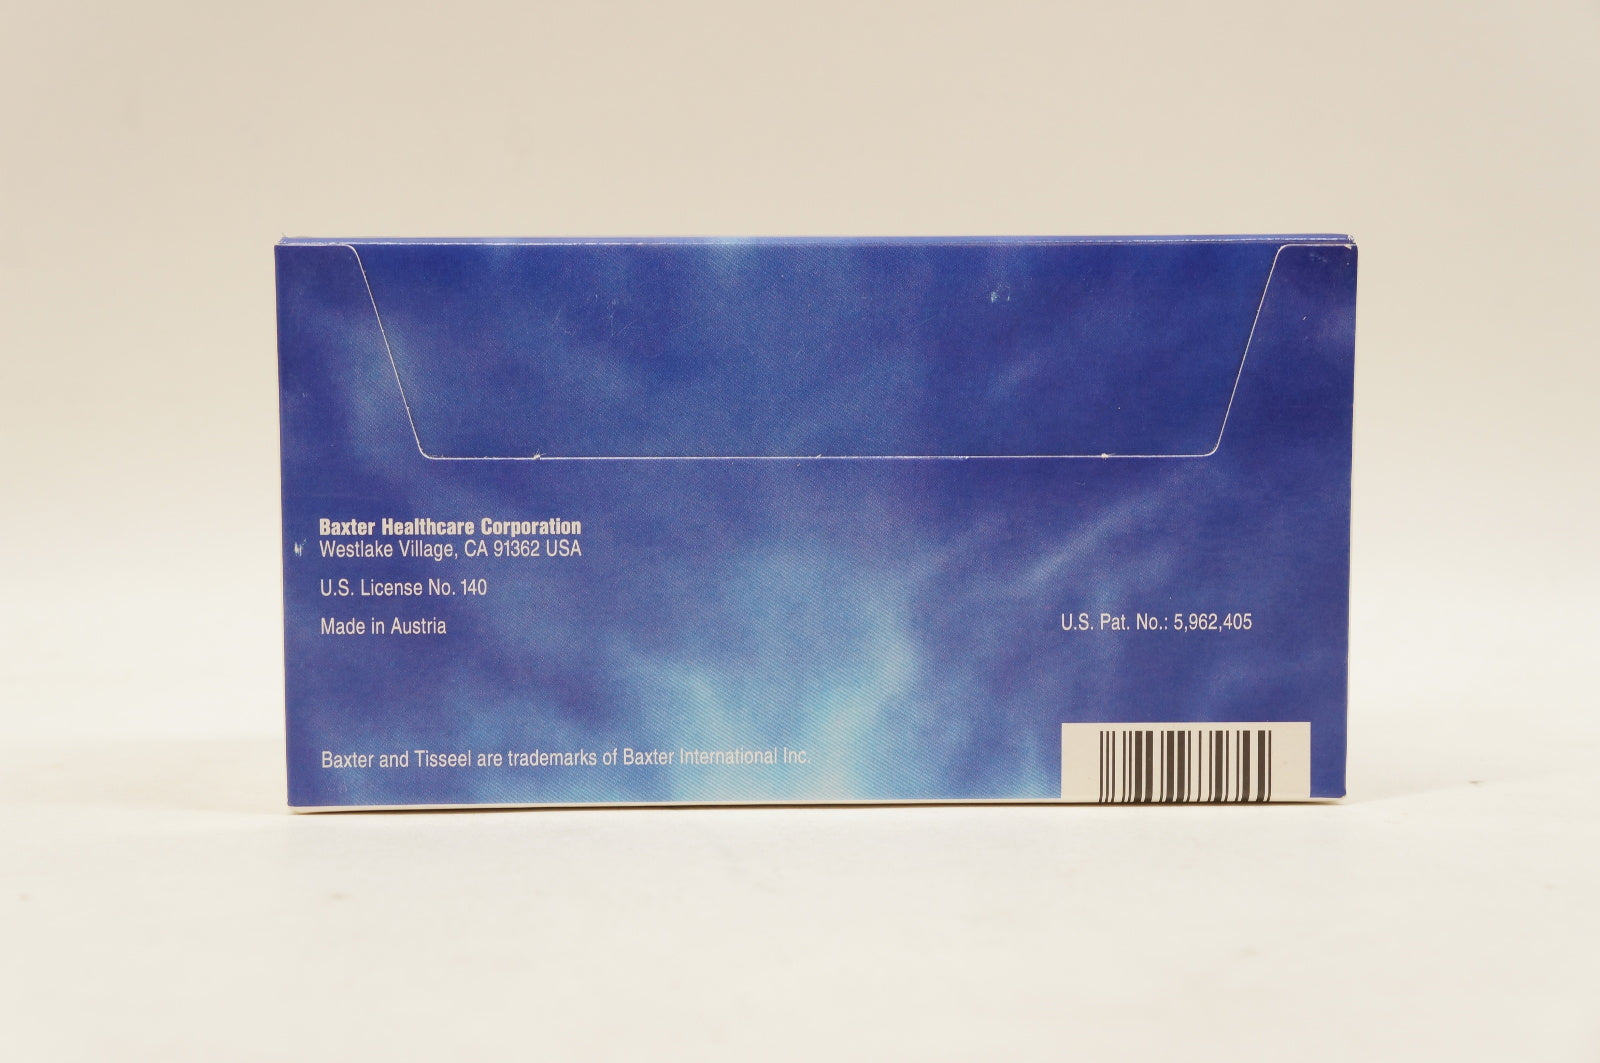 Baxter Healthcare Corporation
Westlake Village, CA 91362 USA
U.S. License No. 140
Made in Austria
U.S. Pat. No.: 5,962,405
Baxter and Tisseel are trademarks of Baxter International Inc.